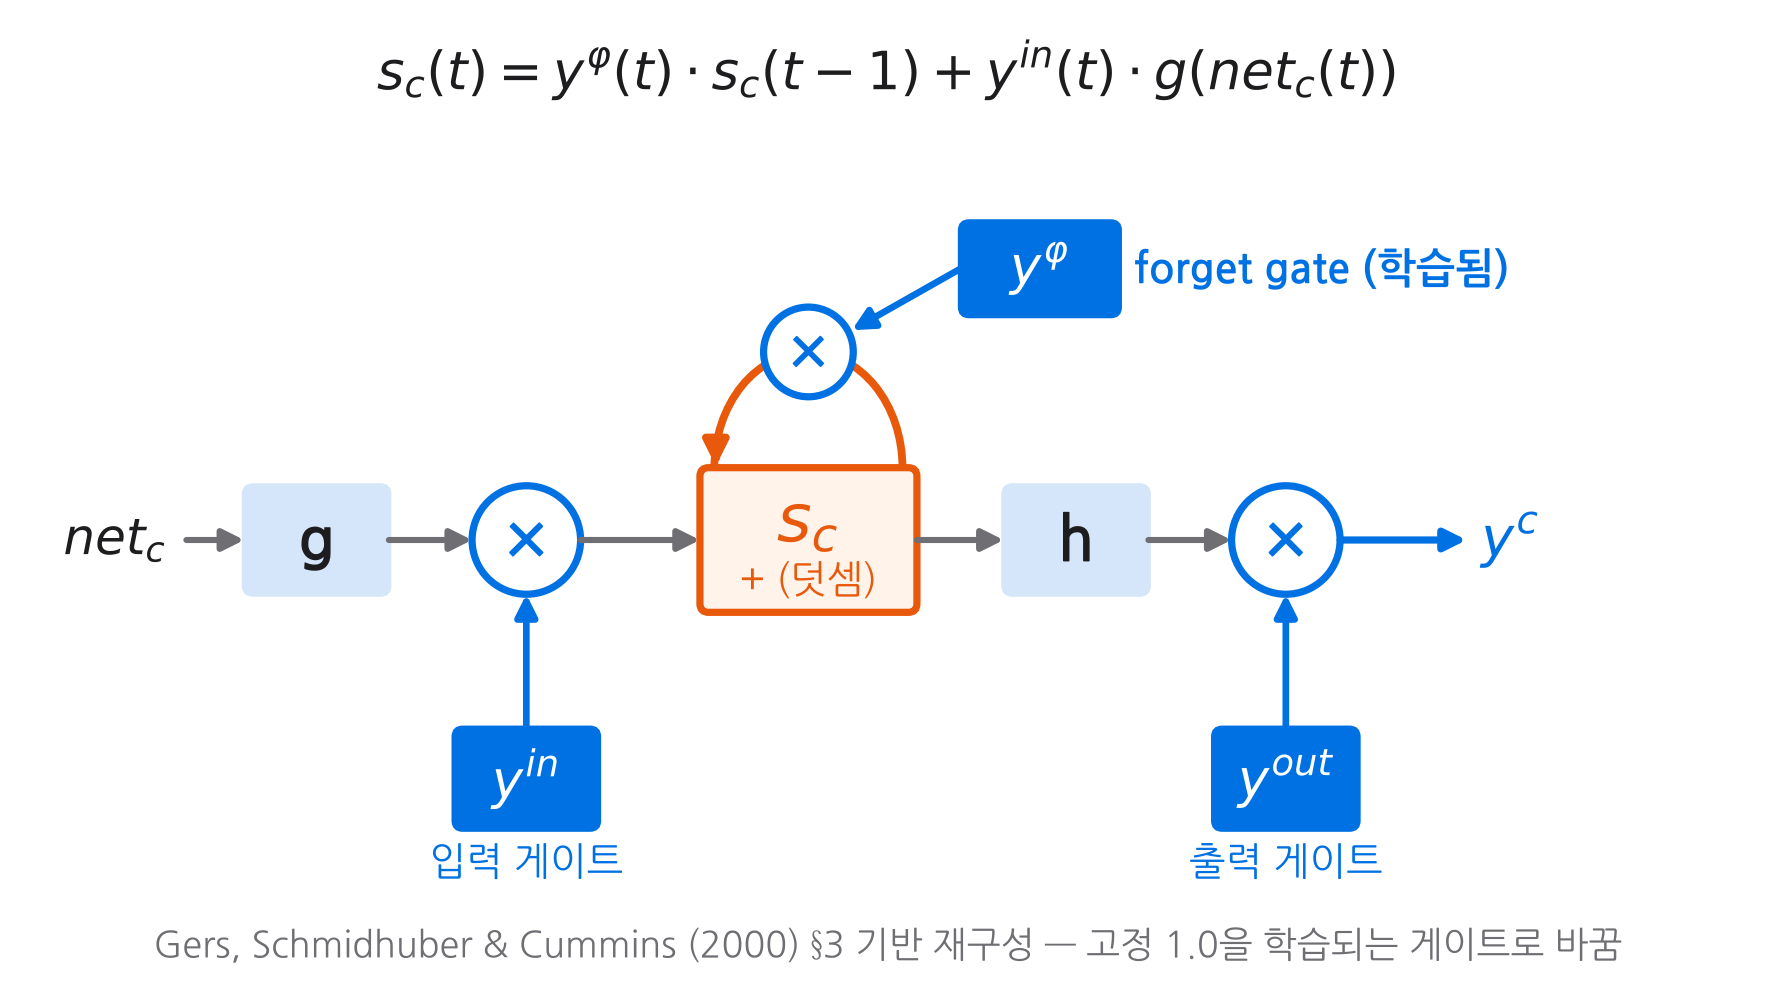 s_c(t) = y^φ(t) · s_c(t − 1) + y^in(t) · g(net_c(t))
y^φ
forget gate (학습됨)
×
net_c
g
×
s_c
+ (덧셈)
h
×
y^c
y^in
y^out
입력 게이트
출력 게이트
Gers, Schmidhuber & Cummins (2000) §3 기반 재구성 — 고정 1.0을 학습되는 게이트로 바꿈